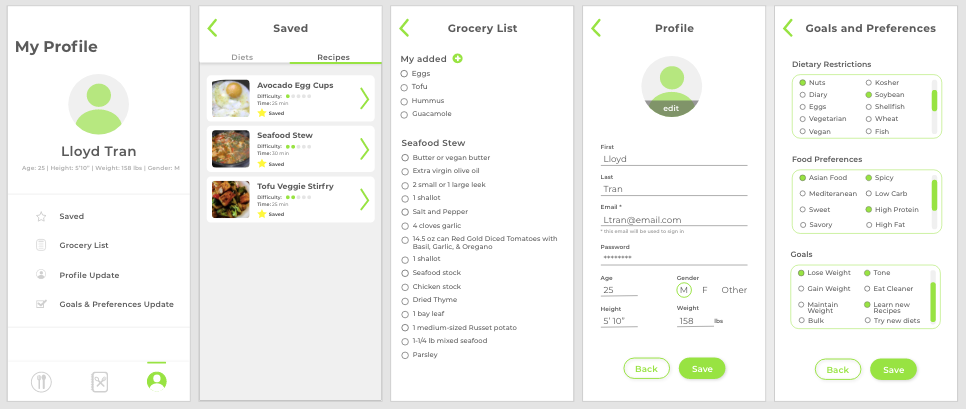 My Profile
Lloyd Tran
Age: 25 | Height: 5'10" | Weight: 158 lbs | Gender: M
Saved
Grocery List
Profile Update
Goals & Preferences Update
Saved
Diets
Recipes
Avocado Egg Cups
Difficulty:
Time: 25 min
Saved
Seafood Stew
Difficulty:
Time: 30 min
Saved
Tofu Veggie Stirfry
Difficulty:
Time: 25 min
Saved
Grocery List
My added
Eggs
Tofu
Hummus
Guacamole
Seafood Stew
Butter or vegan butter
Extra virgin olive oil
2 small or 1 large leek
1 shallot
Salt and Pepper
4 cloves garlic
14.5 oz can Red Gold Diced Tomatoes with
Basil, Garlic, & Oregano
1 shallot
Seafood stock
Chicken stock
Dried Thyme
1 bay leaf
1 medium-sized Russet potato
1-1/4 lb mixed seafood
Parsley
Profile
edit
First
Lloyd
Last
Tran
Email *
Ltran@email.com
* this email will be used to sign in
Password
********
Age
25
Gender
M F Other
Height
5' 10"
Weight
158 lbs
Back
Save
Goals and Preferences
Dietary Restrictions
Nuts
Kosher
Diary
Soybean
Eggs
Shellfish
Vegetarian
Wheat
Vegan
Fish
Food Preferences
Asian Food
Spicy
Mediterranean
Low Carb
Sweet
High Protein
Savory
High Fat
Goals
Lose Weight
Tone
Gain Weight
Eat Cleaner
Maintain
Weight
Learn new
Recipes
Bulk
Try new diets
Back
Save